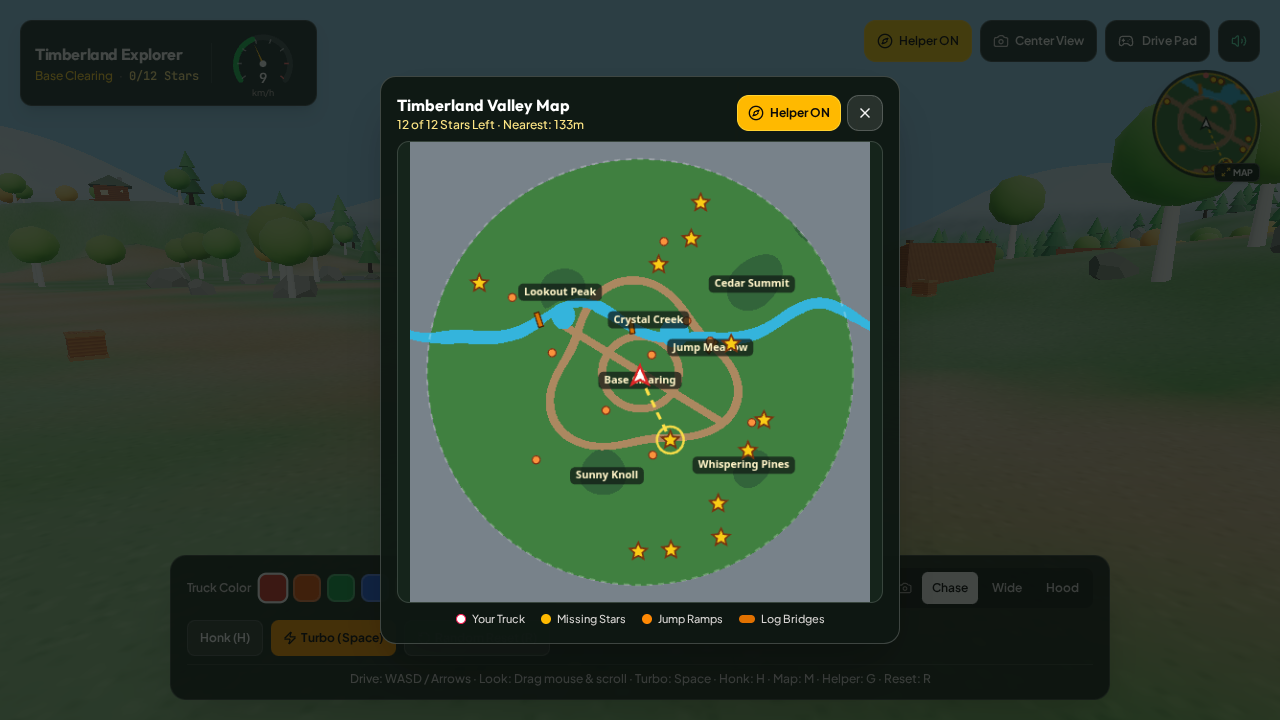 Timberland Explorer
Base Clearing · 0/12 Stars
9
km/h
Helper ON
Center View
Drive Pad
MAP
Timberland Valley Map
12 of 12 Stars Left · Nearest: 133m
Helper ON
Lookout Peak
Cedar Summit
Crystal Creek
Jump Meadow
Base Clearing
Whispering Pines
Sunny Knoll
Your Truck
Missing Stars
Jump Ramps
Log Bridges
Truck Color
Chase
Wide
Hood
Honk (H)
Turbo (Space)
Drive: WASD / Arrows · Look: Drag mouse & scroll · Turbo: Space · Honk: H · Map: M · Helper: G · Reset: R